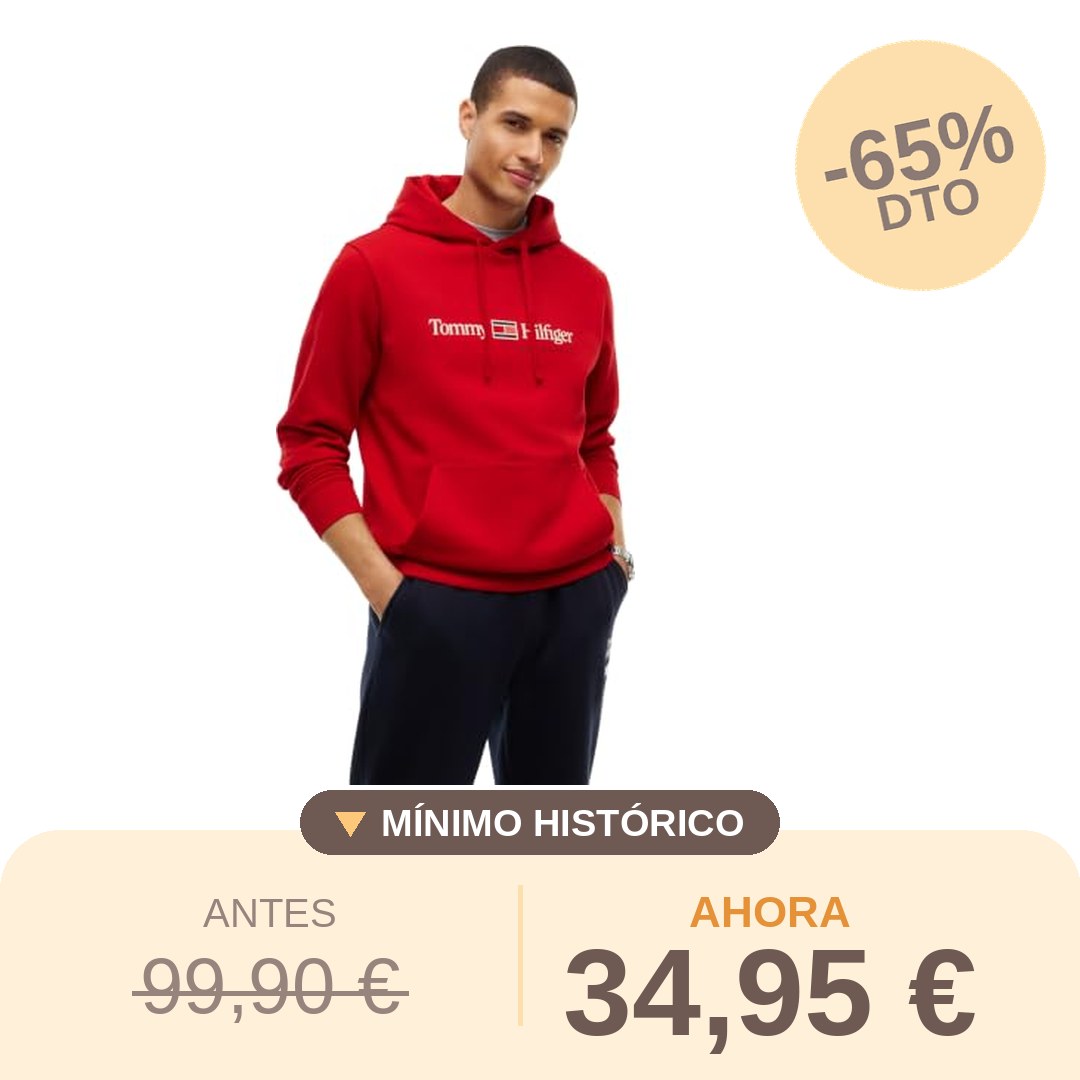 -65%
DTO
Tommy Hilfiger
MÍNIMO HISTÓRICO
ANTES
99,90 €
AHORA
34,95 €